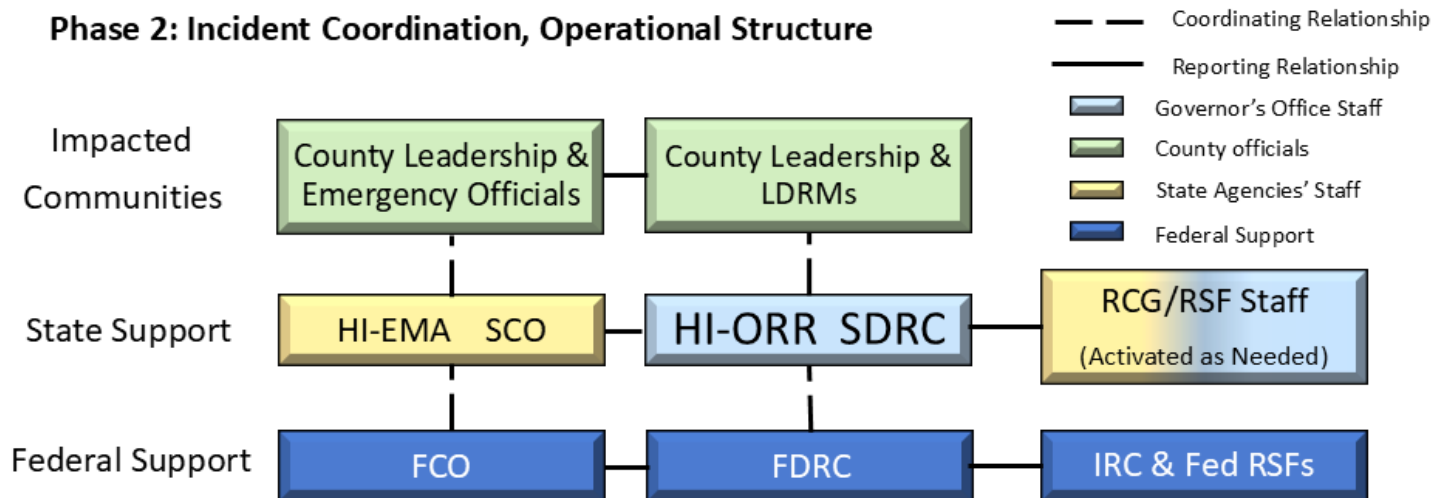 Phase 2: Incident Coordination, Operational Structure
Coordinating Relationship
Reporting Relationship
Governor's Office Staff
County officials
State Agencies' Staff
Federal Support
Impacted
Communities
County Leadership &
Emergency Officials
County Leadership &
LDRMs
State Support
HI-EMA SCO
HI-ORR SDRC
RCG/RSF Staff
(Activated as Needed)
Federal Support
FCO
FDRC
IRC & Fed RSFs